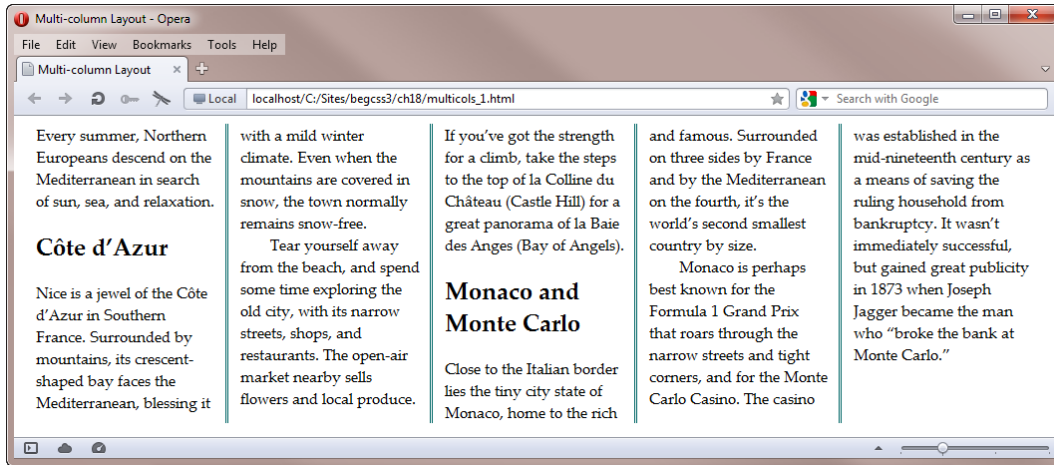 Multi-column Layout - Opera
File Edit View Bookmarks Tools Help
Multi-column Layout
Local localhost/C:/Sites/begcss3/ch18/multicols_1.html Search with Google
Every summer, Northern
Europeans descend on the
Mediterranean in search
of sun, sea, and relaxation.
Côte d’Azur
Nice is a jewel of the Côte
d’Azur in Southern
France. Surrounded by
mountains, its crescent-
shaped bay faces the
Mediterranean, blessing it
with a mild winter
climate. Even when the
mountains are covered in
snow, the town normally
remains snow-free.
Tear yourself away
from the beach, and spend
some time exploring the
old city, with its narrow
streets, shops, and
restaurants. The open-air
market nearby sells
flowers and local produce.
If you’ve got the strength
for a climb, take the steps
to the top of la Colline du
Château (Castle Hill) for a
great panorama of la Baie
des Anges (Bay of Angels).
Monaco and
Monte Carlo
Close to the Italian border
lies the tiny city state of
Monaco, home to the rich
and famous. Surrounded
on three sides by France
and by the Mediterranean
on the fourth, it’s the
world’s second smallest
country by size.
Monaco is perhaps
best known for the
Formula 1 Grand Prix
that roars through the
narrow streets and tight
corners, and for the Monte
Carlo Casino. The casino
was established in the
mid-nineteenth century as
a means of saving the
ruling household from
bankruptcy. It wasn’t
immediately successful,
but gained great publicity
in 1873 when Joseph
Jagger became the man
who “broke the bank at
Monte Carlo.”